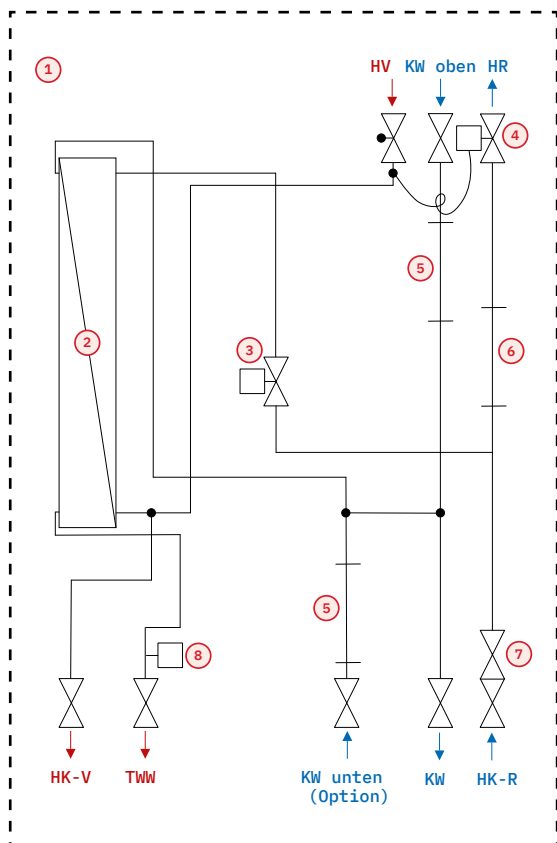 1
HV KW oben HR
4
5
2
3
6
5
8
7
HK-V
TWW
KW unten
(Option)
KW
HK-R